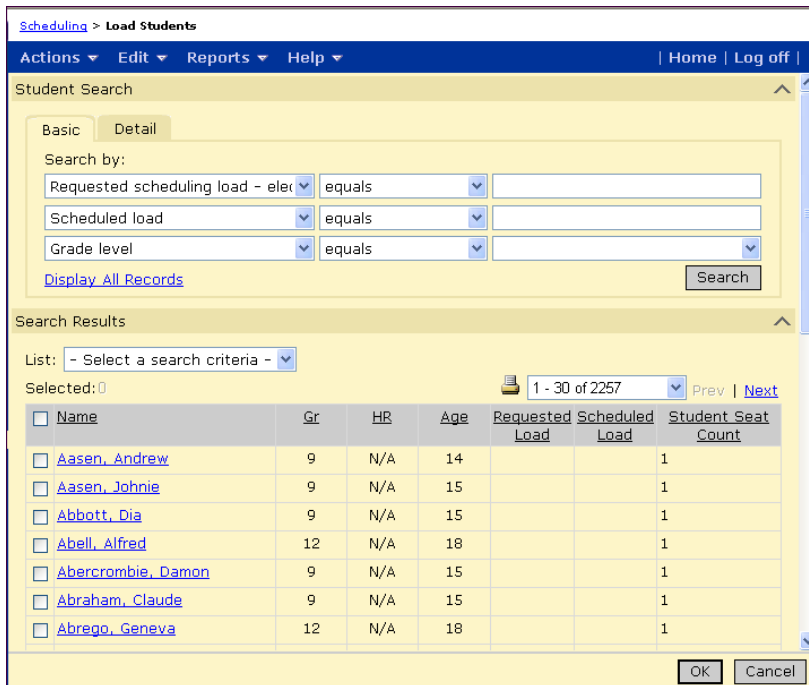 Scheduling > Load Students
Actions Edit Reports Help | Home | Log off |
Student Search
Basic Detail
Search by:
Requested scheduling load - elec equals
Scheduled load equals
Grade level equals
Display All Records Search
Search Results
List: - Select a search criteria -
Selected: 0 1 - 30 of 2257 Prev | Next
Name Gr HR Age Requested Load Scheduled Load Student Seat Count
Aasen, Andrew 9 N/A 14 1
Aasen, Johnie 9 N/A 15 1
Abbott, Dia 9 N/A 15 1
Abell, Alfred 12 N/A 18 1
Abercrombie, Damon 9 N/A 15 1
Abraham, Claude 9 N/A 15 1
Abrego, Geneva 12 N/A 18 1
OK Cancel